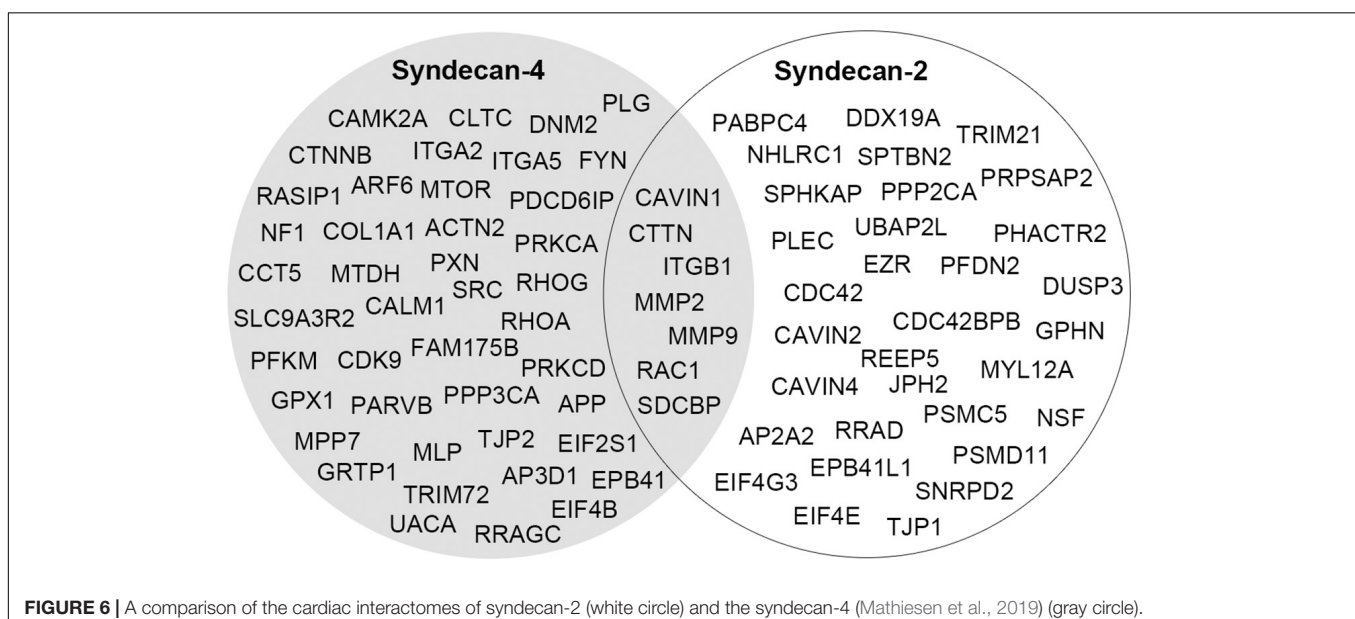 Syndecan-4
Syndecan-2
PLG
CAMK2A CLTC DNM2
CTNNB ITGA2 ITGA5 FYN
RASIP1 ARF6 MTOR PDCD6IP
NF1 COL1A1 ACTN2 PRKCA
CCT5 MTDH PXN SRC RHOG
SLC9A3R2 CALM1 RHOA
PFKM CDK9 FAM175B PRKCD
GPX1 PARVB PPP3CA APP
MPP7 MLP TJP2 EIF2S1
GRTP1 TRIM72 AP3D1 EPB41
UACA RRAGC EIF4B
CAVIN1
CTTN
ITGB1
MMP2
MMP9
RAC1
SDCBP
PABPC4 DDX19A TRIM21
NHLRC1 SPTBN2
SPHKAP PPP2CA PRPSAP2
PLEC UBAP2L PHACTR2
EZR PFDN2
CDC42 DUSP3
CAVIN2 CDC42BPB GPHN
REEP5 MYL12A
CAVIN4 JPH2
PSMC5 NSF
AP2A2 RRAD PSMD11
EIF4G3 EPB41L1 SNRPD2
EIF4E TJP1
FIGURE 6 | A comparison of the cardiac interactomes of syndecan-2 (white circle) and the syndecan-4 (Mathiesen et al., 2019) (gray circle).